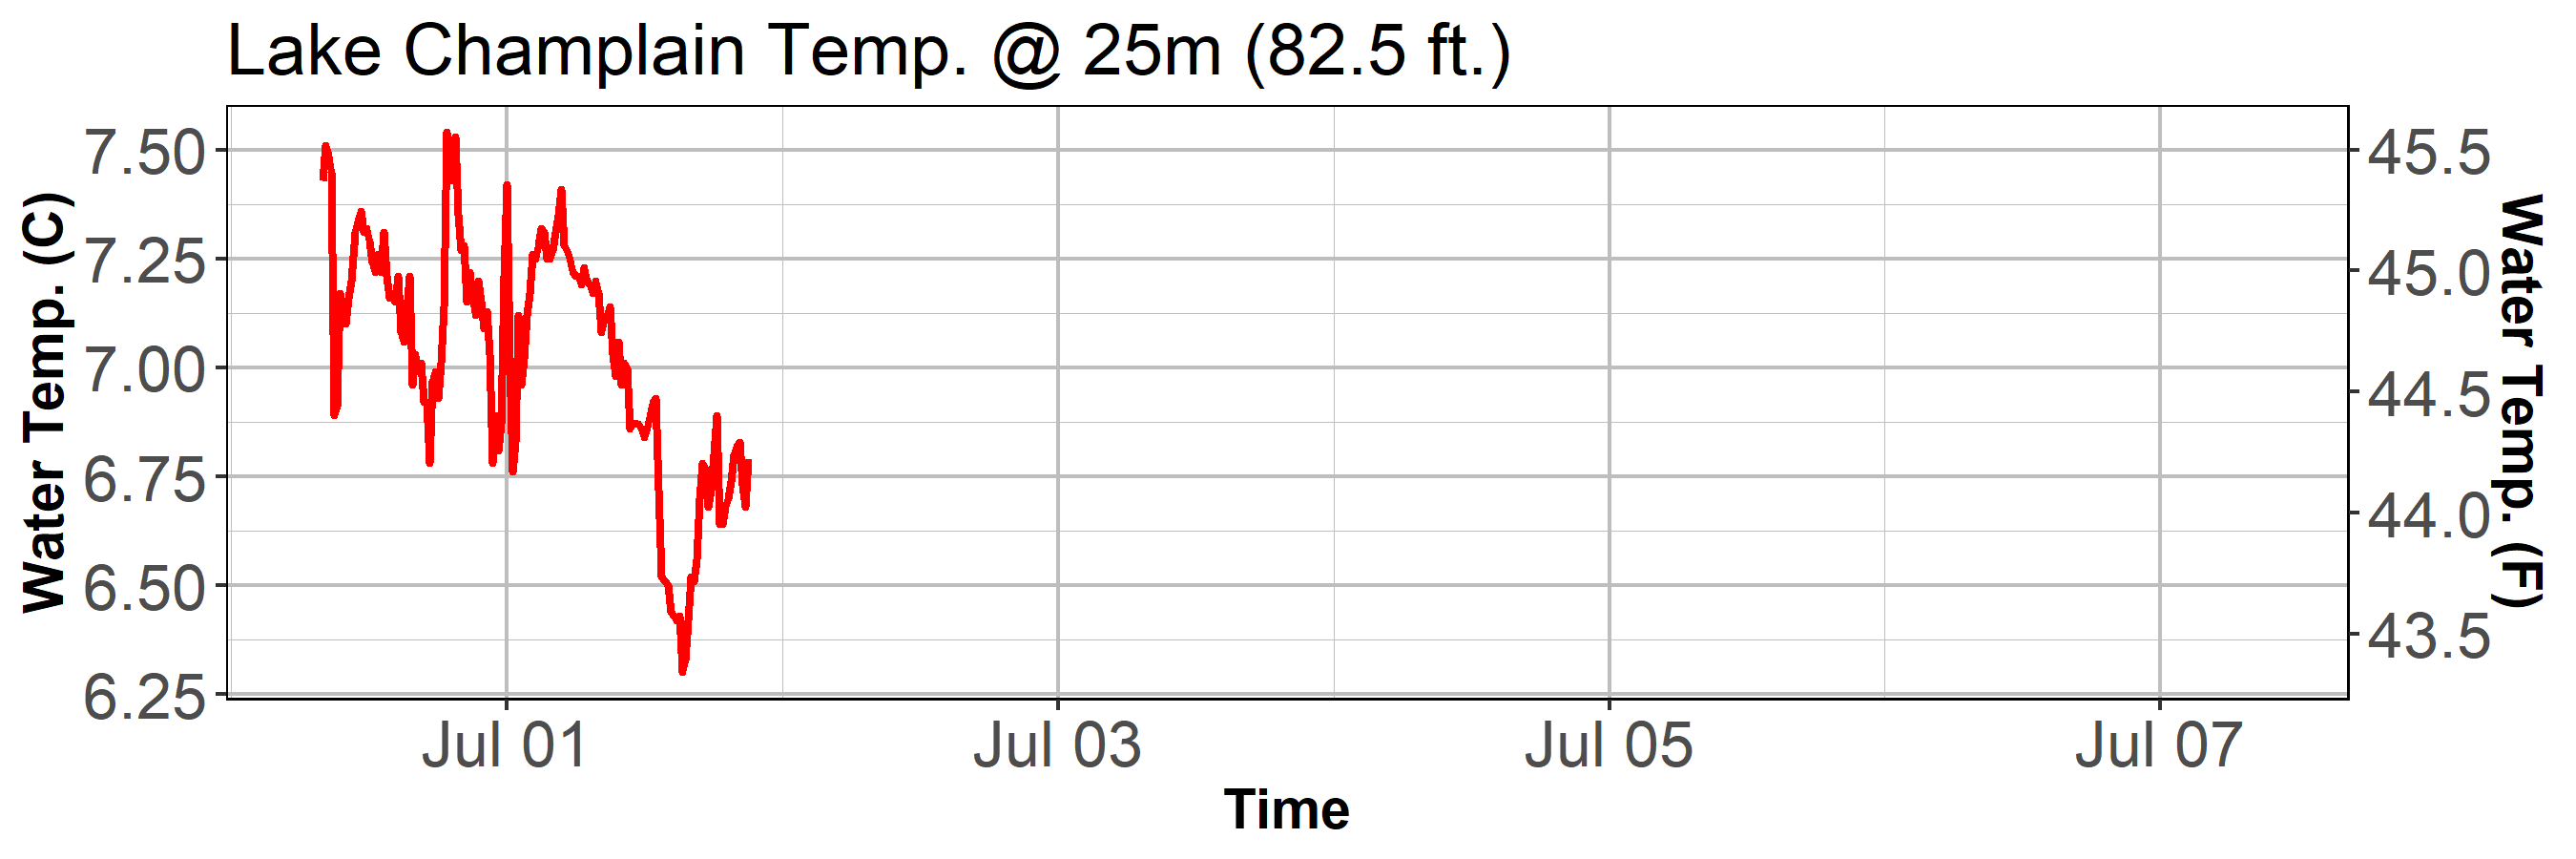 Lake Champlain Temp. @ 25m (82.5 ft.)
Water Temp. (C)
7.50
7.25
7.00
6.75
6.50
6.25
45.5
45.0
44.5
44.0
43.5
Water Temp. (F)
Jul 01 Jul 03 Jul 05 Jul 07
Time